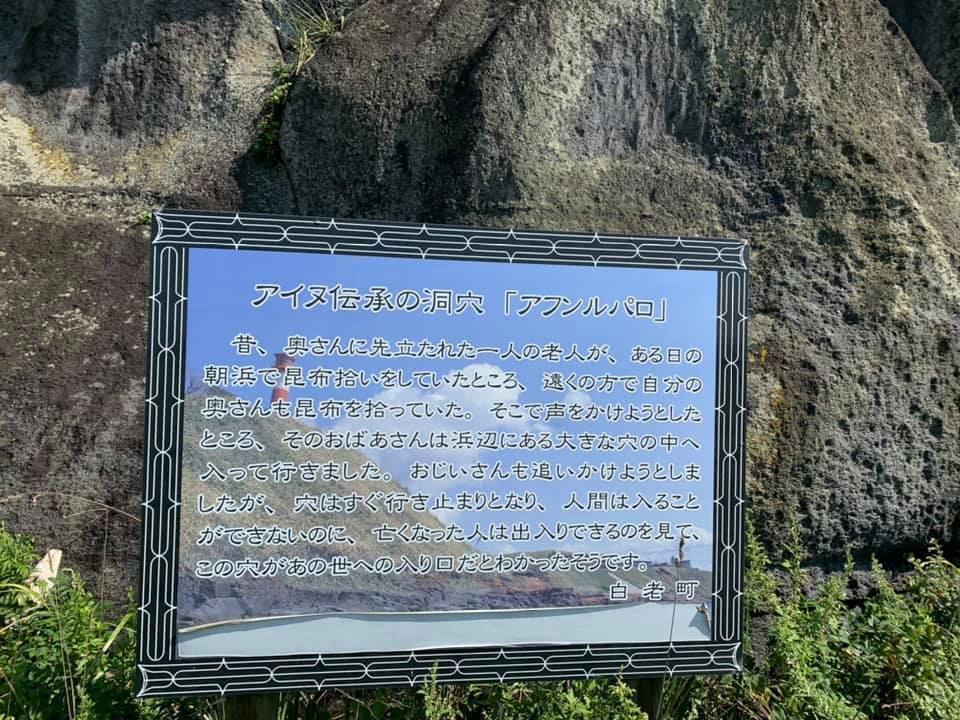 アイヌ伝承の洞穴 「アフンルパロ」
昔、奥さんに先立たれた一人の老人が、ある日の
朝浜で昆布拾いをしていたところ、遠くの方で自分の
奥さんも昆布を拾っていた。そこで声をかけようとした
ところ、そのおばあさんは浜辺にある大きな穴の中へ
入って行きました。おじいさんも追いかけようとしま
したが、穴はすぐ行き止まりとなり、人間は入ること
ができないのに、亡くなった人は出入りできるのを見て、
この穴があの世への入り口だとわかったそうです。
白老町